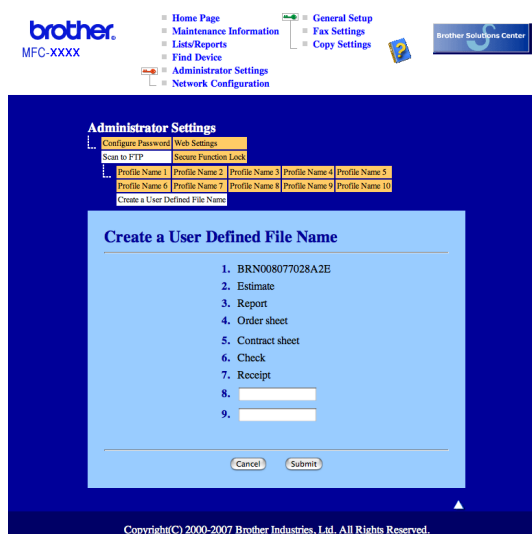 brother.
MFC-XXXX
Home Page
Maintenance Information
Lists/Reports
Find Device
Administrator Settings
Network Configuration
General Setup
Fax Settings
Copy Settings
Brother Solutions Center
Administrator Settings
Configure Password Web Settings
Scan to FTP Secure Function Lock
Profile Name 1 Profile Name 2 Profile Name 3 Profile Name 4 Profile Name 5
Profile Name 6 Profile Name 7 Profile Name 8 Profile Name 9 Profile Name 10
Create a User Defined File Name
Create a User Defined File Name
1. BRN008077028A2E
2. Estimate
3. Report
4. Order sheet
5. Contract sheet
6. Check
7. Receipt
8.
9.
Cancel Submit
Copyright(C) 2000-2007 Brother Industries, Ltd. All Rights Reserved.